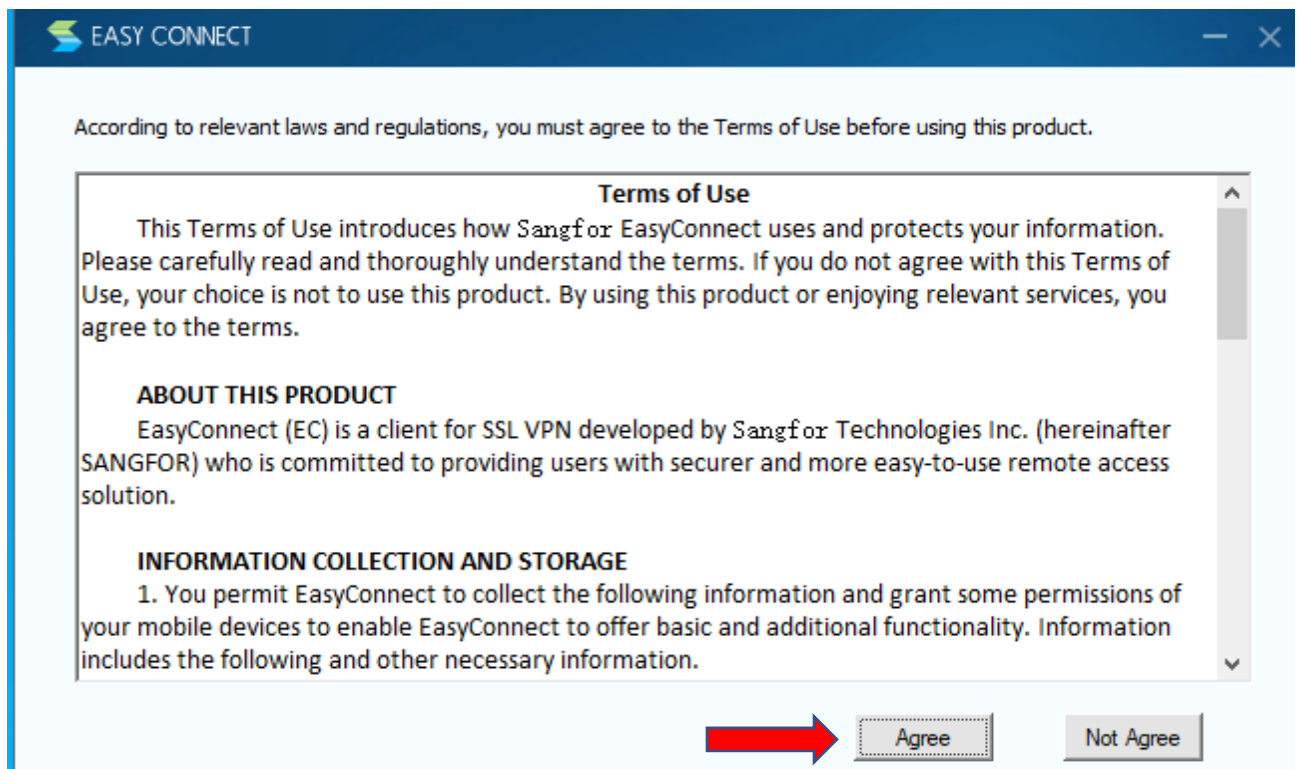 EASY CONNECT
According to relevant laws and regulations, you must agree to the Terms of Use before using this product.
Terms of Use
This Terms of Use introduces how Sangfor EasyConnect uses and protects your information.
Please carefully read and thoroughly understand the terms. If you do not agree with this Terms of
Use, your choice is not to use this product. By using this product or enjoying relevant services, you
agree to the terms.
ABOUT THIS PRODUCT
EasyConnect (EC) is a client for SSL VPN developed by Sangfor Technologies Inc. (hereinafter
SANGFOR) who is committed to providing users with securer and more easy-to-use remote access
solution.
INFORMATION COLLECTION AND STORAGE
1. You permit EasyConnect to collect the following information and grant some permissions of
your mobile devices to enable EasyConnect to offer basic and additional functionality. Information
includes the following and other necessary information.
Agree
Not Agree